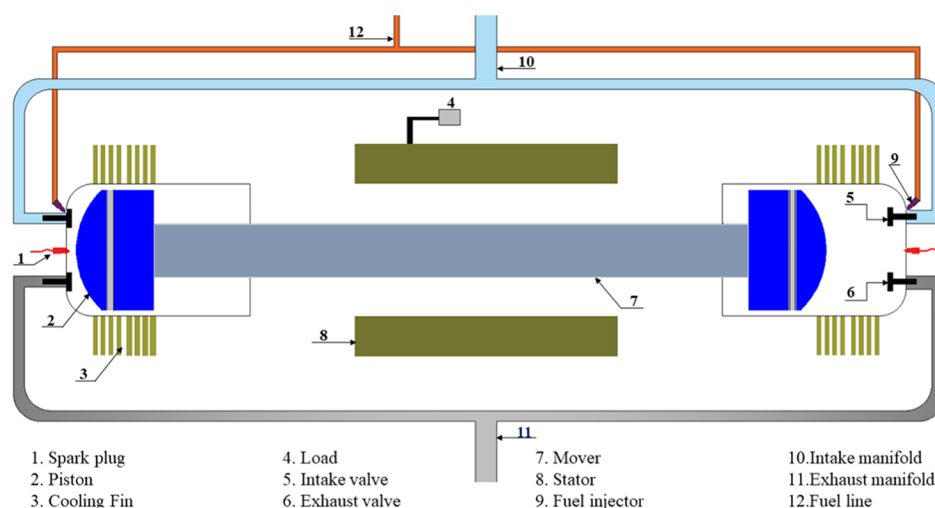 12
10
4
9
5
1
6
7
2
8
3
11
1. Spark plug
2. Piston
3. Cooling Fin
4. Load
5. Intake valve
6. Exhaust valve
7. Mover
8. Stator
9. Fuel injector
10.Intake manifold
11.Exhaust manifold
12.Fuel line